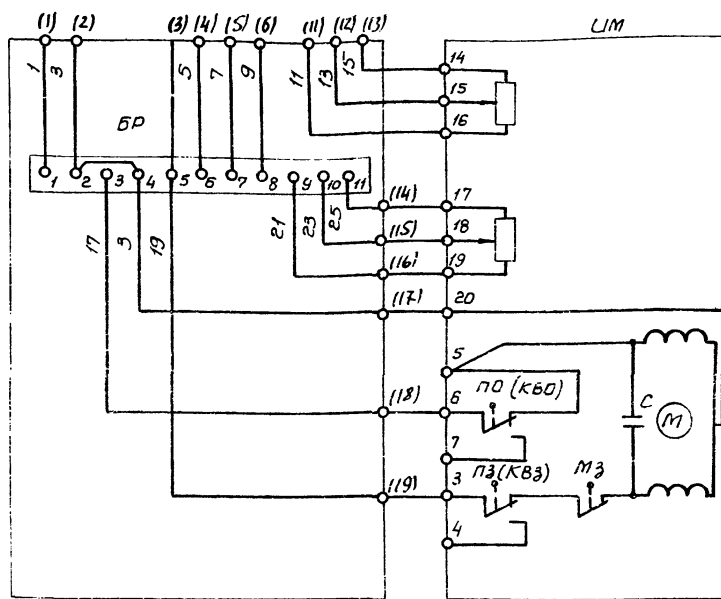 (1) (2) (3) (4) (5) (6) (11) (12) (13)
ИМ
1 3 5 7 9 11 13 15
14
15
16
БР
1 2 3 4 5 6 7 8 9 10 11
17 3 19 21 23 25
(14) 17
(15) 18
(16) 19
(17) 20
5
ПО (КВО)
(18) 6
С М
7
ПЗ (КВЗ) МЗ
(19) 3
4